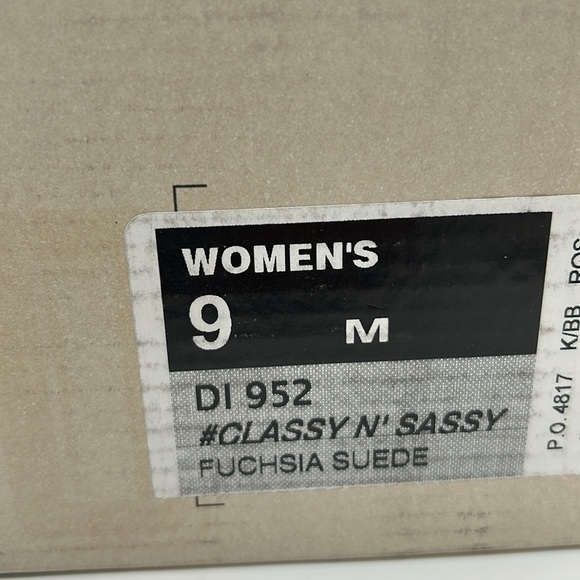 WOMEN'S
9 M
DI 952
#CLASSY N' SASSY
FUCHSIA SUEDE
P.O. 4817 K/BB